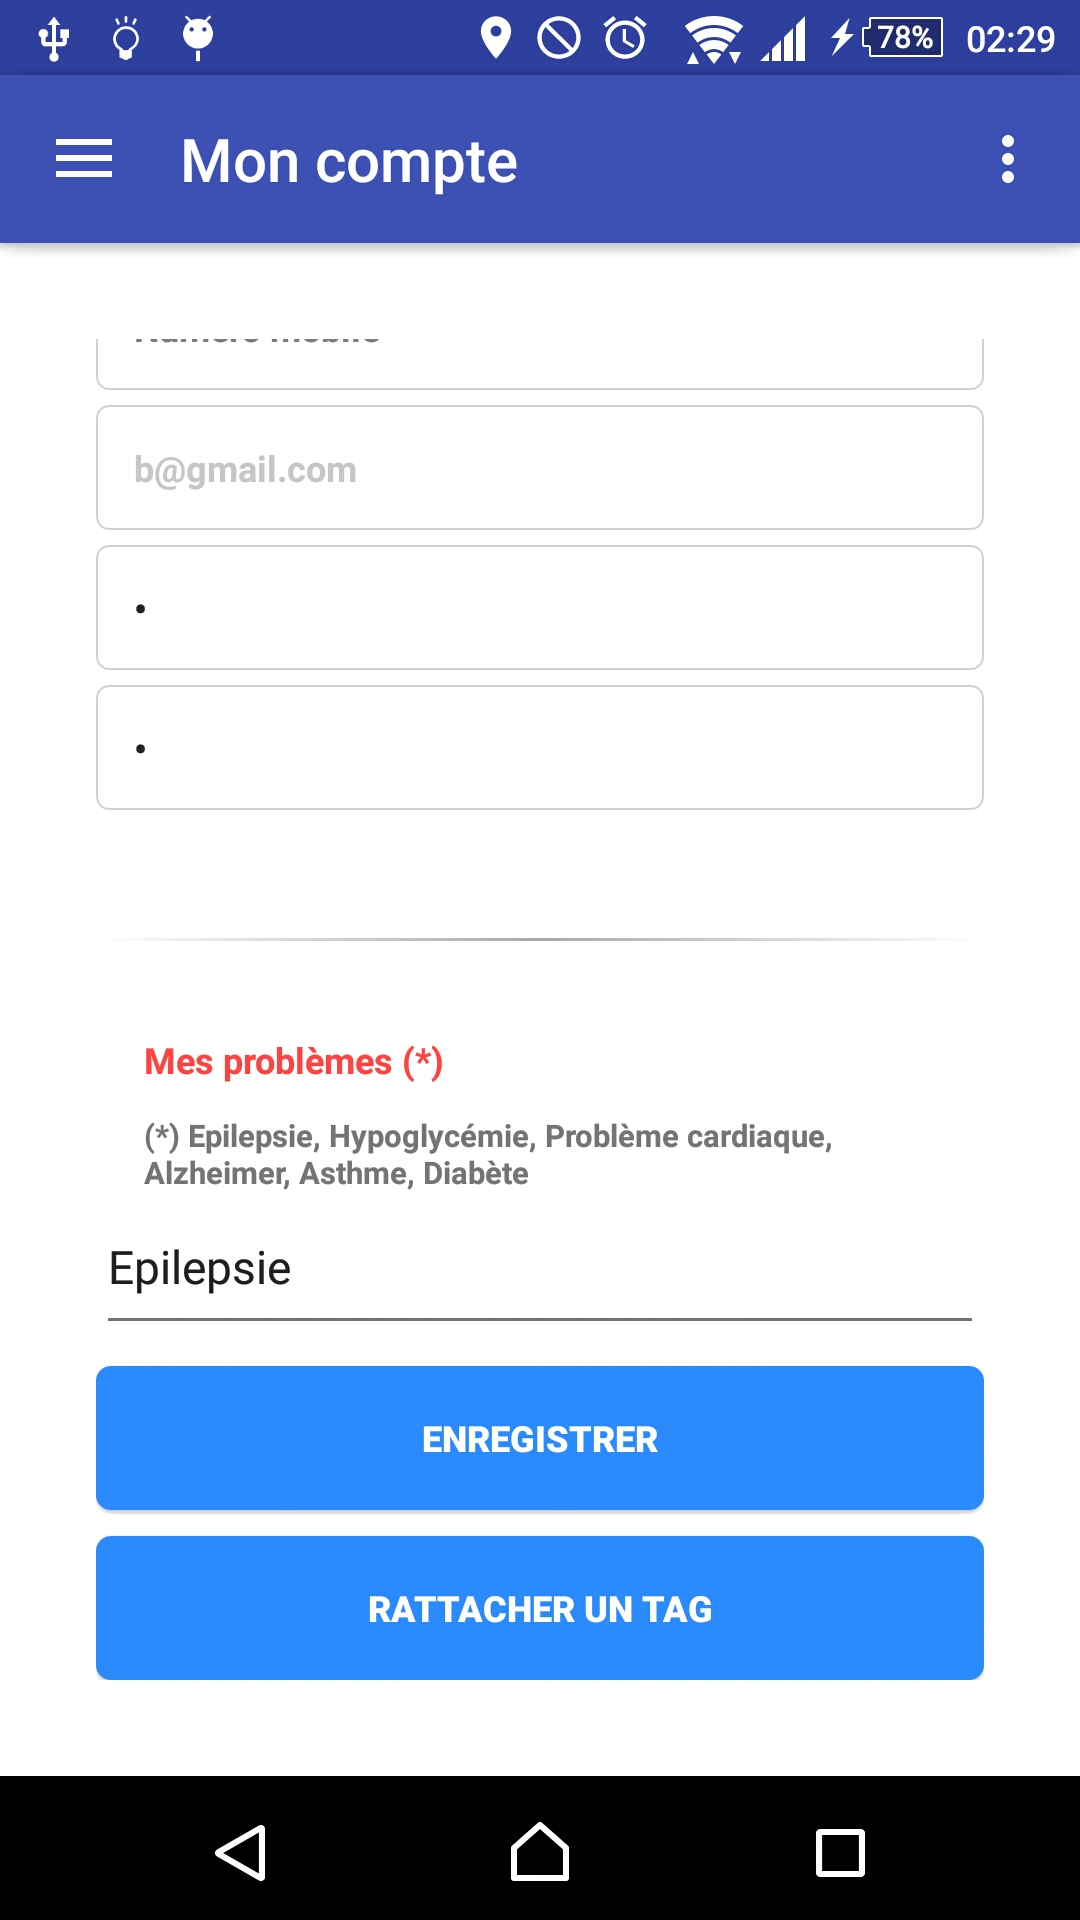 78% 02:29
Mon compte
b@gmail.com
•
•
Mes problèmes (*)
(*) Epilepsie, Hypoglycémie, Problème cardiaque,
Alzheimer, Asthme, Diabète
Epilepsie
ENREGISTRER
RATTACHER UN TAG